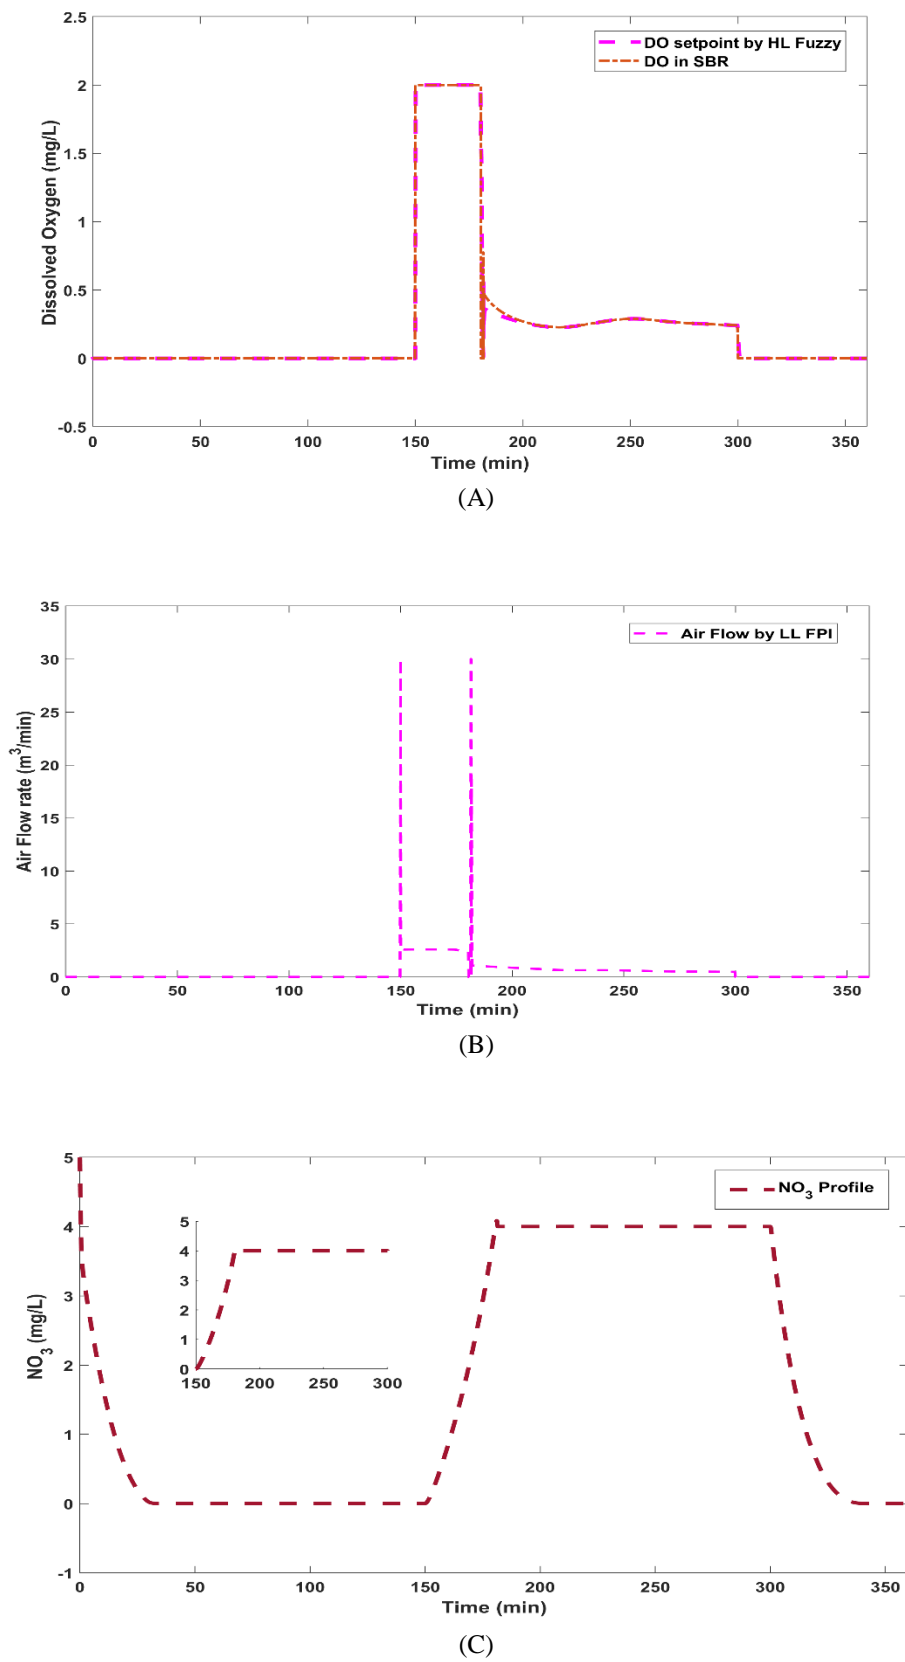 2.5
2
1.5
1
0.5
0
-0.5
Dissolved Oxygen (mg/L)
DO setpoint by HL Fuzzy
DO in SBR
0 50 100 150 200 250 300 350
Time (min)
(A)
35
30
25
20
15
10
5
0
Air Flow rate (m³/min)
Air Flow by LL FPI
0 50 100 150 200 250 300 350
Time (min)
(B)
5
4
3
2
1
0
-1
NO₃ (mg/L)
NO₃ Profile
5
4
3
2
1
0
150 200 250 300
0 50 100 150 200 250 300 350
Time (min)
(C)